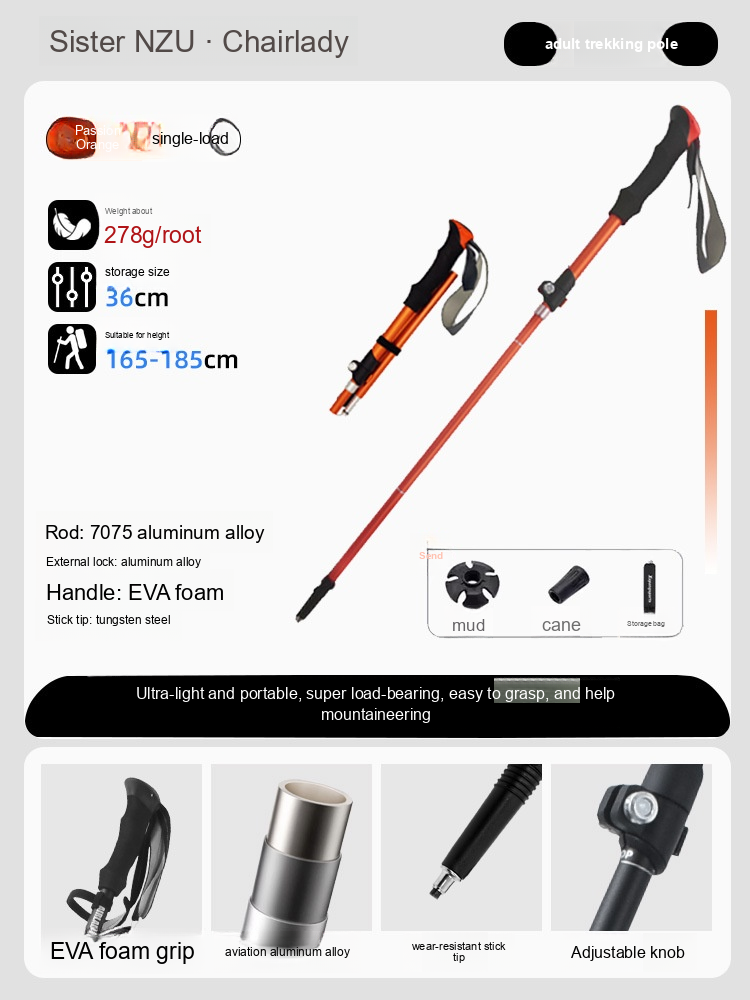 Sister NZU · Chairlady
adult trekking pole
Passion
Orange
single-load
Weight about
278g/root
storage size
36cm
Suitable for height
165-185cm
Rod: 7075 aluminum alloy
External lock: aluminum alloy
Handle: EVA foam
Stick tip: tungsten steel
Send
mud
cane
Storage bag
Ultra-light and portable, super load-bearing, easy to grasp, and help
mountaineering
EVA foam grip
aviation aluminum alloy
wear-resistant stick
tip
Adjustable knob